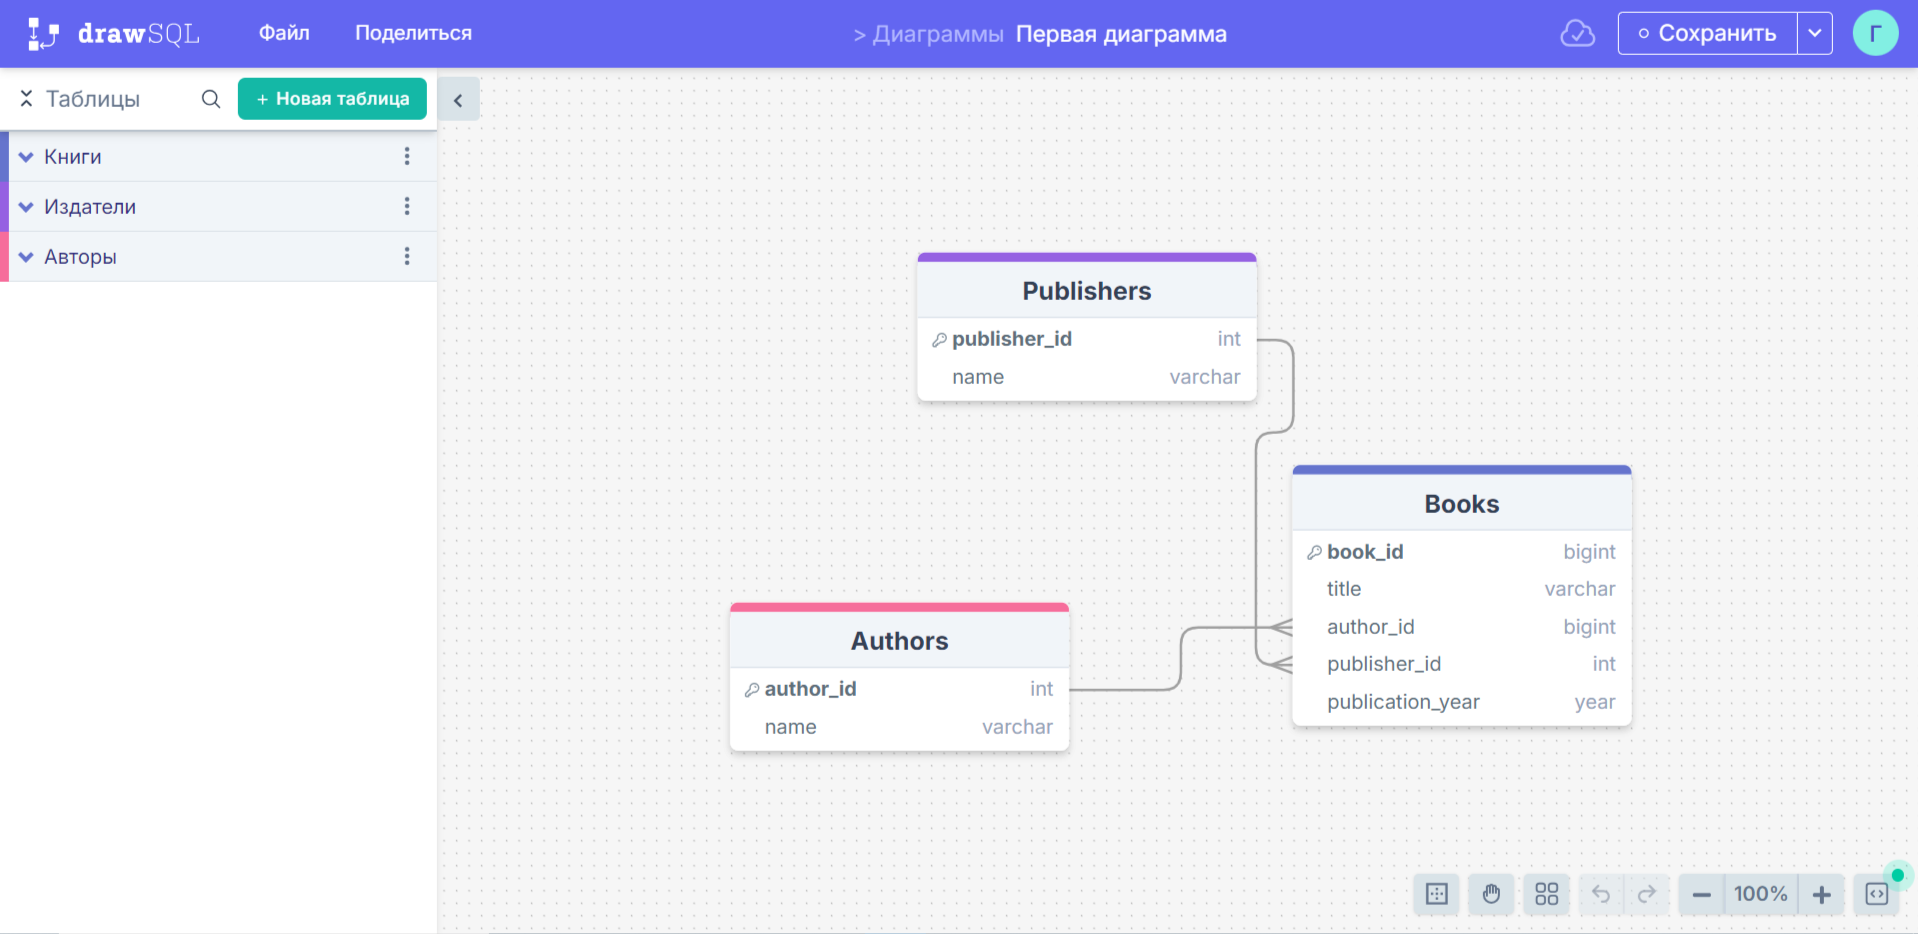 drawSQL Файл Поделиться > Диаграммы Первая диаграмма Сохранить Г
Таблицы + Новая таблица
Книги
Издатели
Авторы
Publishers
publisher_id int
name varchar
Books
book_id bigint
title varchar
author_id bigint
publisher_id int
publication_year year
Authors
author_id int
name varchar
100%